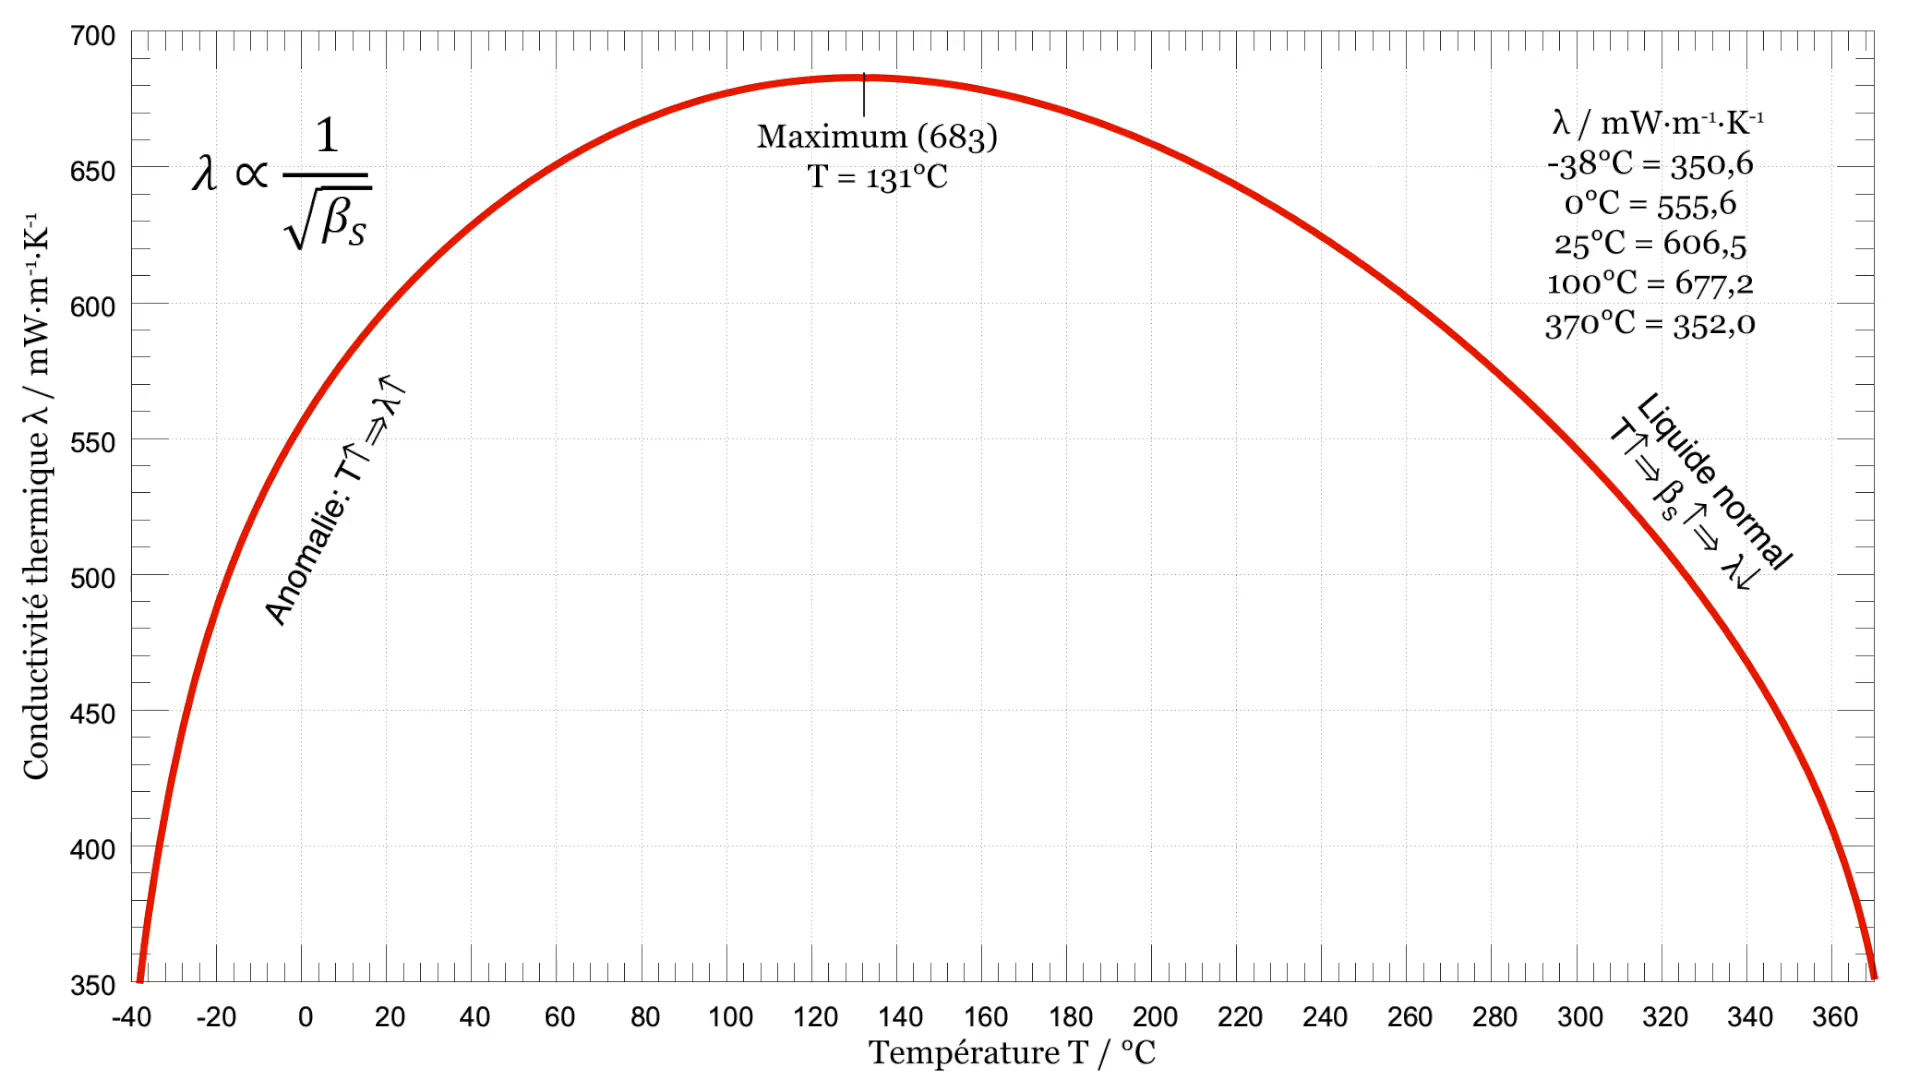 Conductivité thermique λ / mW·m⁻¹·K⁻¹
700
650
600
550
500
450
400
350
-40 -20 0 20 40 60 80 100 120 140 160 180 200 220 240 260 280 300 320 340 360
Température T / °C
λ ∝ 1/√βS
Maximum (683)
T = 131°C
λ / mW·m⁻¹·K⁻¹
-38°C = 350,6
0°C = 555,6
25°C = 606,5
100°C = 677,2
370°C = 352,0
Anomalie: T↑⇒λ↑
Liquide normal
T↑⇒ βs ↑⇒ λ↓